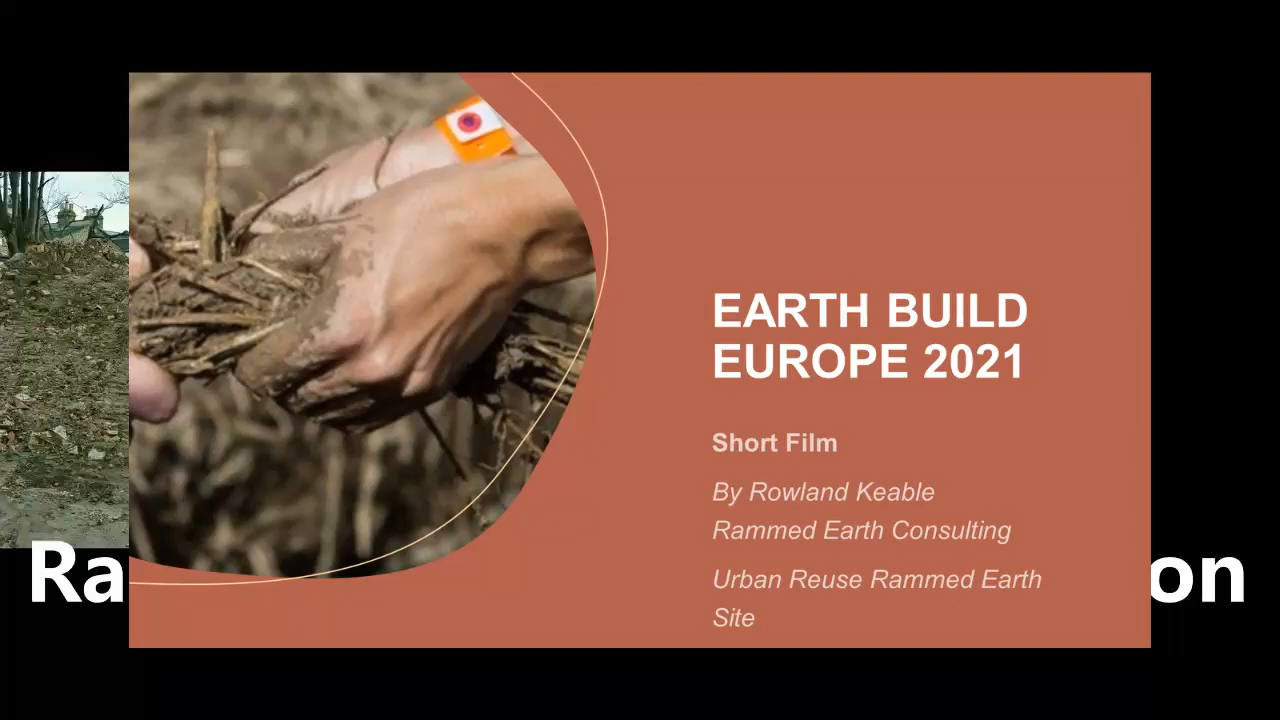 EARTH BUILD
EUROPE 2021
Short Film
By Rowland Keable
Rammed Earth Consulting
Urban Reuse Rammed Earth
Site
Ra
on